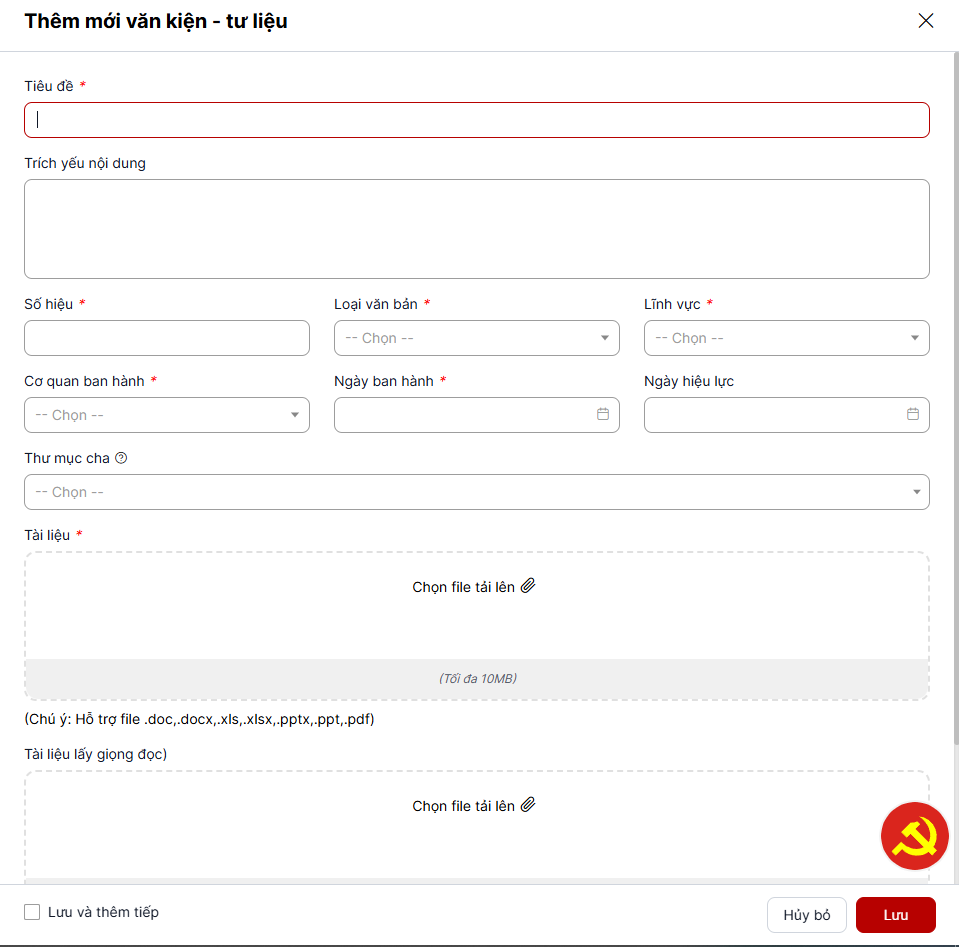 Thêm mới văn kiện - tư liệu
Tiêu đề *
Trích yếu nội dung
Số hiệu * Loại văn bản * Lĩnh vực *
-- Chọn -- -- Chọn --
Cơ quan ban hành * Ngày ban hành * Ngày hiệu lực
-- Chọn --
Thư mục cha ?
-- Chọn --
Tài liệu *
Chọn file tải lên
(Tối đa 10MB)
(Chú ý: Hỗ trợ file .doc,.docx,.xls,.xlsx,.pptx,.ppt,.pdf)
Tài liệu lấy giọng đọc)
Chọn file tải lên
Lưu và thêm tiếp Hủy bỏ Lưu